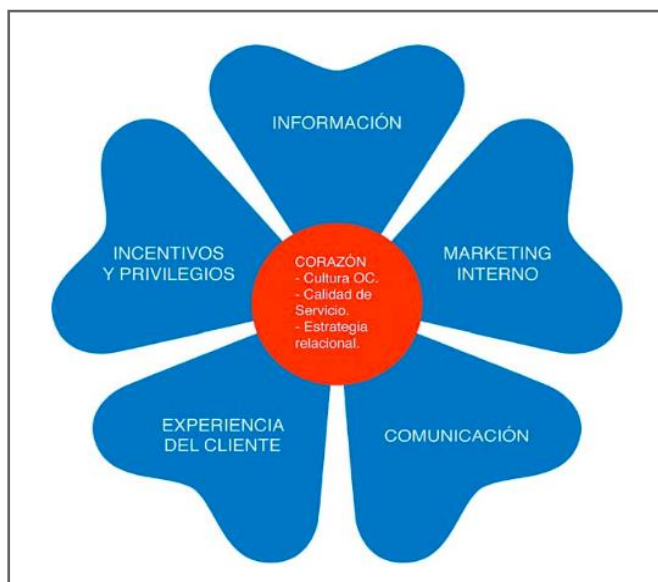 INFORMACIÓN
INCENTIVOS
Y PRIVILEGIOS
CORAZÓN
- Cultura OC.
- Calidad de
Servicio.
- Estrategia
relacional.
MARKETING
INTERNO
EXPERIENCIA
DEL CLIENTE
COMUNICACIÓN